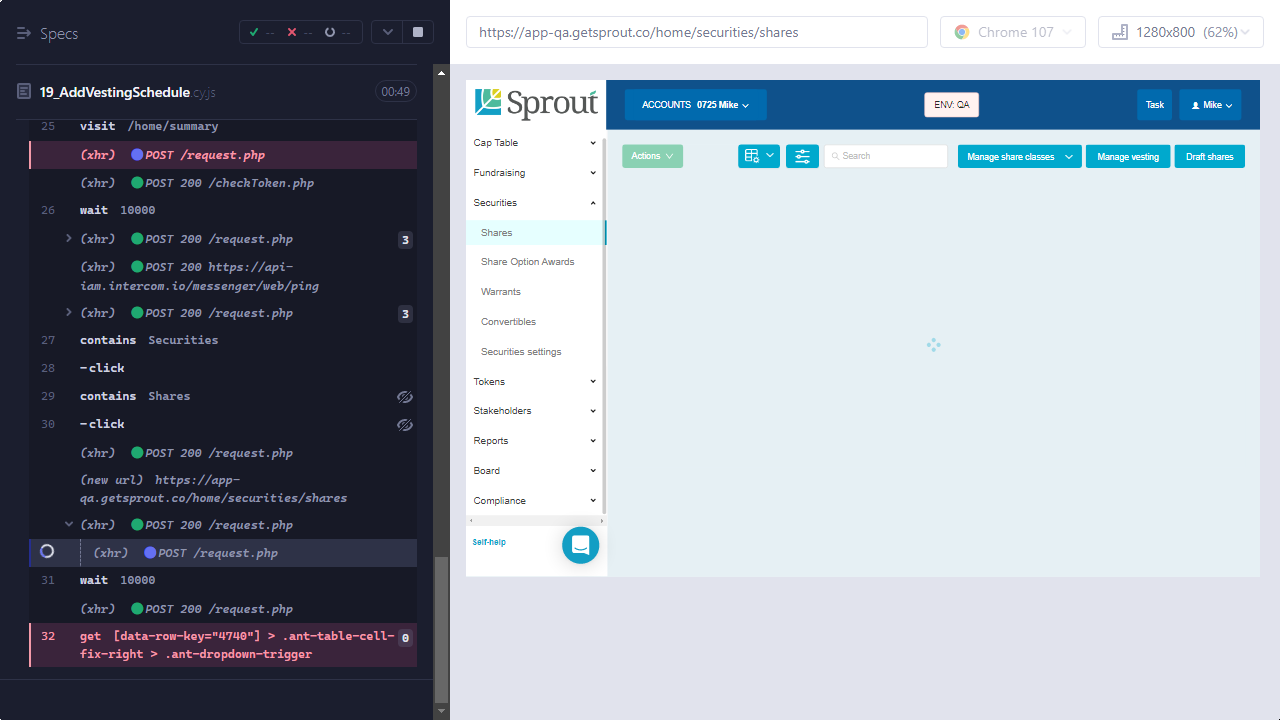 Specs
--
--
--
https://app-qa.getsprout.co/home/securities/shares
Chrome 107
1280x800 (62%)
19_AddVestingSchedule.cy.js
00:49
25 visit /home/summary
(xhr) POST /request.php
(xhr) POST 200 /checkToken.php
26 wait 10000
(xhr) POST 200 /request.php 3
(xhr) POST 200 https://api-
iam.intercom.io/messenger/web/ping
(xhr) POST 200 /request.php 3
27 contains Securities
28 -click
29 contains Shares
30 -click
(xhr) POST 200 /request.php
(new url) https://app-
qa.getsprout.co/home/securities/shares
(xhr) POST 200 /request.php
(xhr) POST /request.php
31 wait 10000
(xhr) POST 200 /request.php
32 get [data-row-key="4740"] > .ant-table-cell- 0
fix-right > .ant-dropdown-trigger
Sprout
ACCOUNTS 0725 Mike
ENV: QA
Task
Mike
Cap Table
Fundraising
Securities
Shares
Share Option Awards
Warrants
Convertibles
Securities settings
Tokens
Stakeholders
Reports
Board
Compliance
Self-help
Actions
Search
Manage share classes
Manage vesting
Draft shares